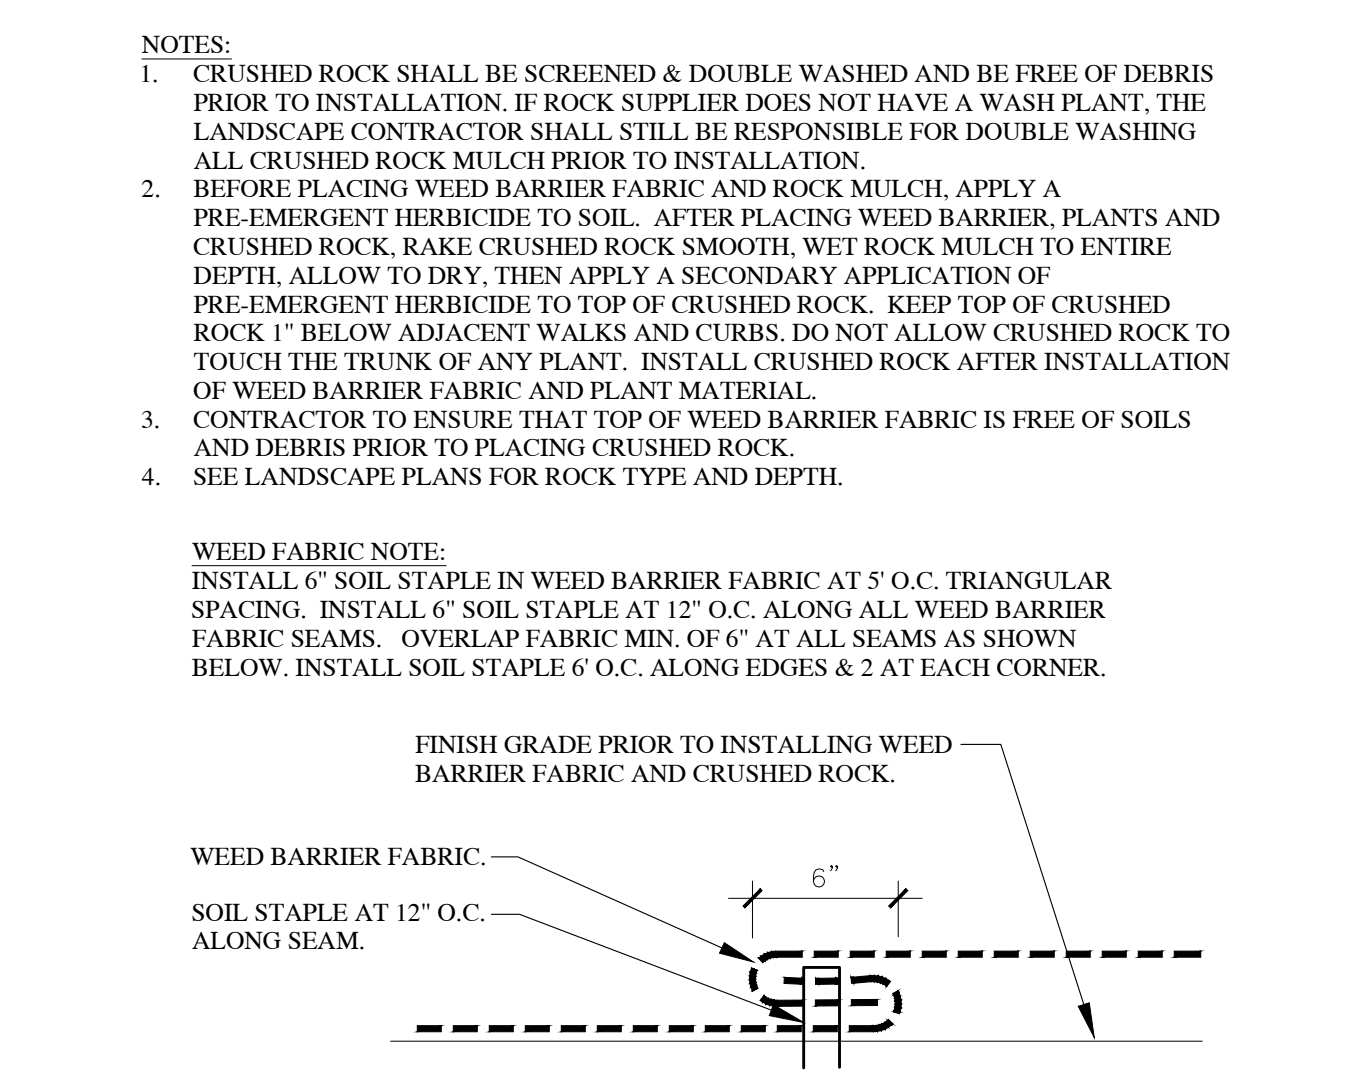 NOTES:
1. CRUSHED ROCK SHALL BE SCREENED & DOUBLE WASHED AND BE FREE OF DEBRIS
PRIOR TO INSTALLATION. IF ROCK SUPPLIER DOES NOT HAVE A WASH PLANT, THE
LANDSCAPE CONTRACTOR SHALL STILL BE RESPONSIBLE FOR DOUBLE WASHING
ALL CRUSHED ROCK MULCH PRIOR TO INSTALLATION.
2. BEFORE PLACING WEED BARRIER FABRIC AND ROCK MULCH, APPLY A
PRE-EMERGENT HERBICIDE TO SOIL. AFTER PLACING WEED BARRIER, PLANTS AND
CRUSHED ROCK, RAKE CRUSHED ROCK SMOOTH, WET ROCK MULCH TO ENTIRE
DEPTH, ALLOW TO DRY, THEN APPLY A SECONDARY APPLICATION OF
PRE-EMERGENT HERBICIDE TO TOP OF CRUSHED ROCK. KEEP TOP OF CRUSHED
ROCK 1" BELOW ADJACENT WALKS AND CURBS. DO NOT ALLOW CRUSHED ROCK TO
TOUCH THE TRUNK OF ANY PLANT. INSTALL CRUSHED ROCK AFTER INSTALLATION
OF WEED BARRIER FABRIC AND PLANT MATERIAL.
3. CONTRACTOR TO ENSURE THAT TOP OF WEED BARRIER FABRIC IS FREE OF SOILS
AND DEBRIS PRIOR TO PLACING CRUSHED ROCK.
4. SEE LANDSCAPE PLANS FOR ROCK TYPE AND DEPTH.
WEED FABRIC NOTE:
INSTALL 6" SOIL STAPLE IN WEED BARRIER FABRIC AT 5' O.C. TRIANGULAR
SPACING. INSTALL 6" SOIL STAPLE AT 12" O.C. ALONG ALL WEED BARRIER
FABRIC SEAMS. OVERLAP FABRIC MIN. OF 6" AT ALL SEAMS AS SHOWN
BELOW. INSTALL SOIL STAPLE 6' O.C. ALONG EDGES & 2 AT EACH CORNER.
FINISH GRADE PRIOR TO INSTALLING WEED
BARRIER FABRIC AND CRUSHED ROCK.
WEED BARRIER FABRIC.
6”
SOIL STAPLE AT 12" O.C.
ALONG SEAM.